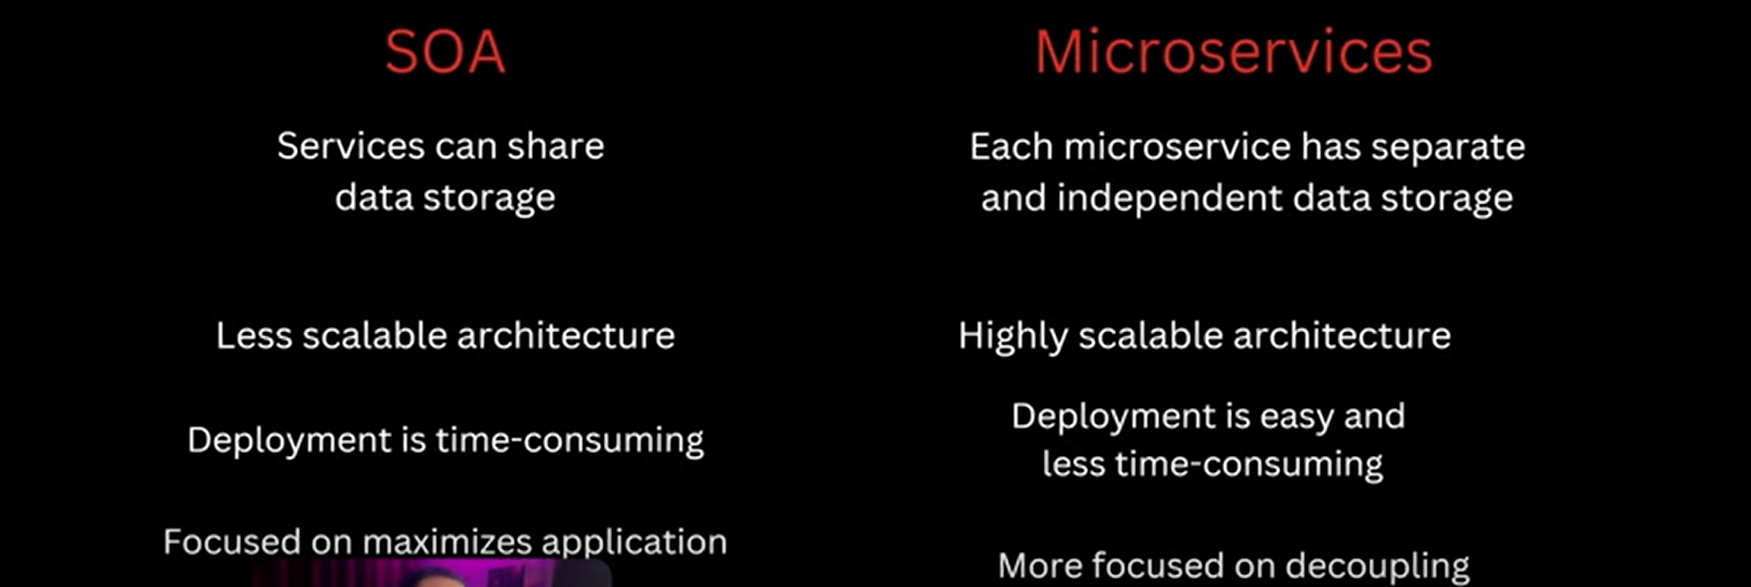 SOA
Services can share
data storage
Less scalable architecture
Deployment is time-consuming
Focused on maximizes application
Microservices
Each microservice has separate
and independent data storage
Highly scalable architecture
Deployment is easy and
less time-consuming
More focused on decoupling